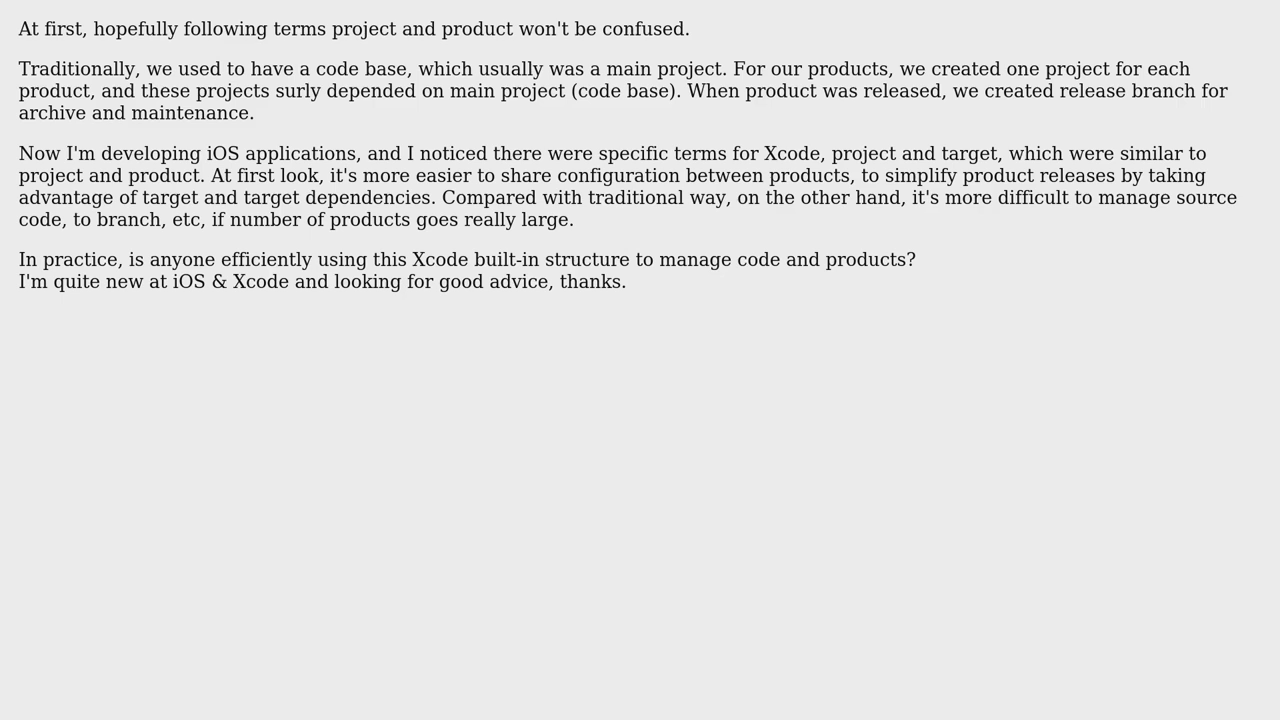 At first, hopefully following terms project and product won't be confused.
Traditionally, we used to have a code base, which usually was a main project. For our products, we created one project for each
product, and these projects surly depended on main project (code base). When product was released, we created release branch for
archive and maintenance.
Now I'm developing iOS applications, and I noticed there were specific terms for Xcode, project and target, which were similar to
project and product. At first look, it's more easier to share configuration between products, to simplify product releases by taking
advantage of target and target dependencies. Compared with traditional way, on the other hand, it's more difficult to manage source
code, to branch, etc, if number of products goes really large.
In practice, is anyone efficiently using this Xcode built-in structure to manage code and products?
I'm quite new at iOS & Xcode and looking for good advice, thanks.